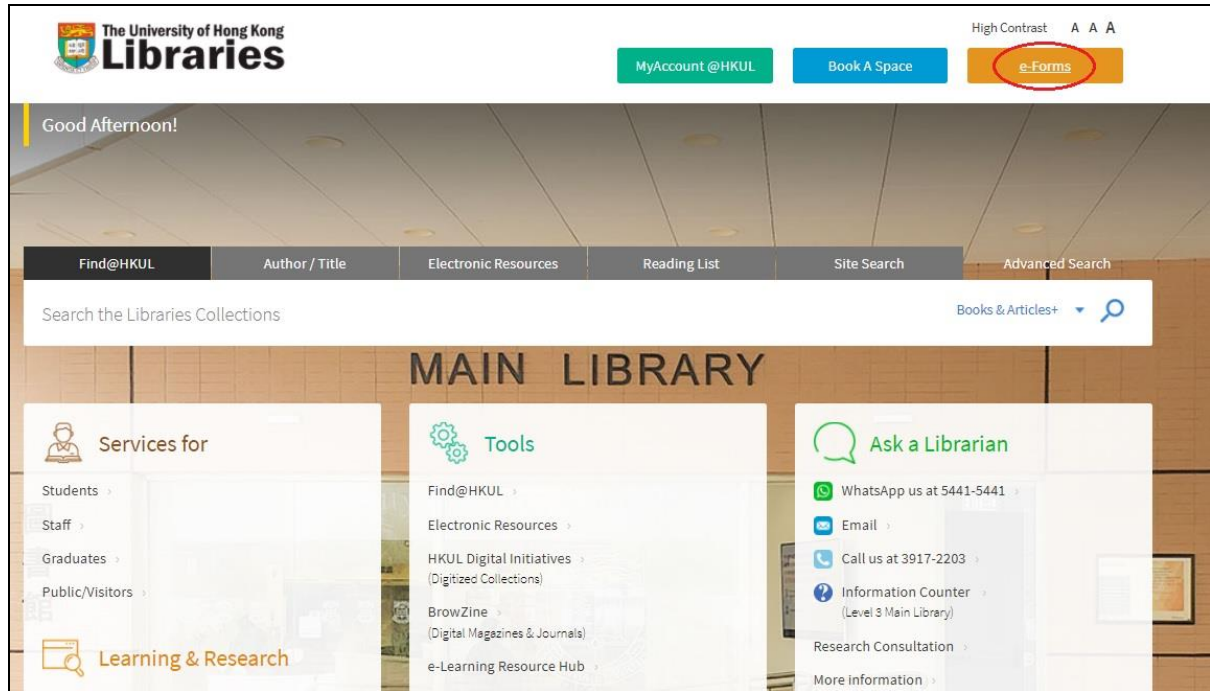 The University of Hong Kong
Libraries
High Contrast A A A
MyAccount @HKUL
Book A Space
e-Forms
Good Afternoon!
Find@HKUL
Author / Title
Electronic Resources
Reading List
Site Search
Advanced Search
Search the Libraries Collections
Books & Articles+
MAIN LIBRARY
Services for
Students
Staff
Graduates
Public/Visitors
Learning & Research
Tools
Find@HKUL
Electronic Resources
HKUL Digital Initiatives
(Digitized Collections)
BrowZine
(Digital Magazines & Journals)
e-Learning Resource Hub
Ask a Librarian
WhatsApp us at 5441-5441
Email
Call us at 3917-2203
Information Counter
(Level 3 Main Library)
Research Consultation
More information